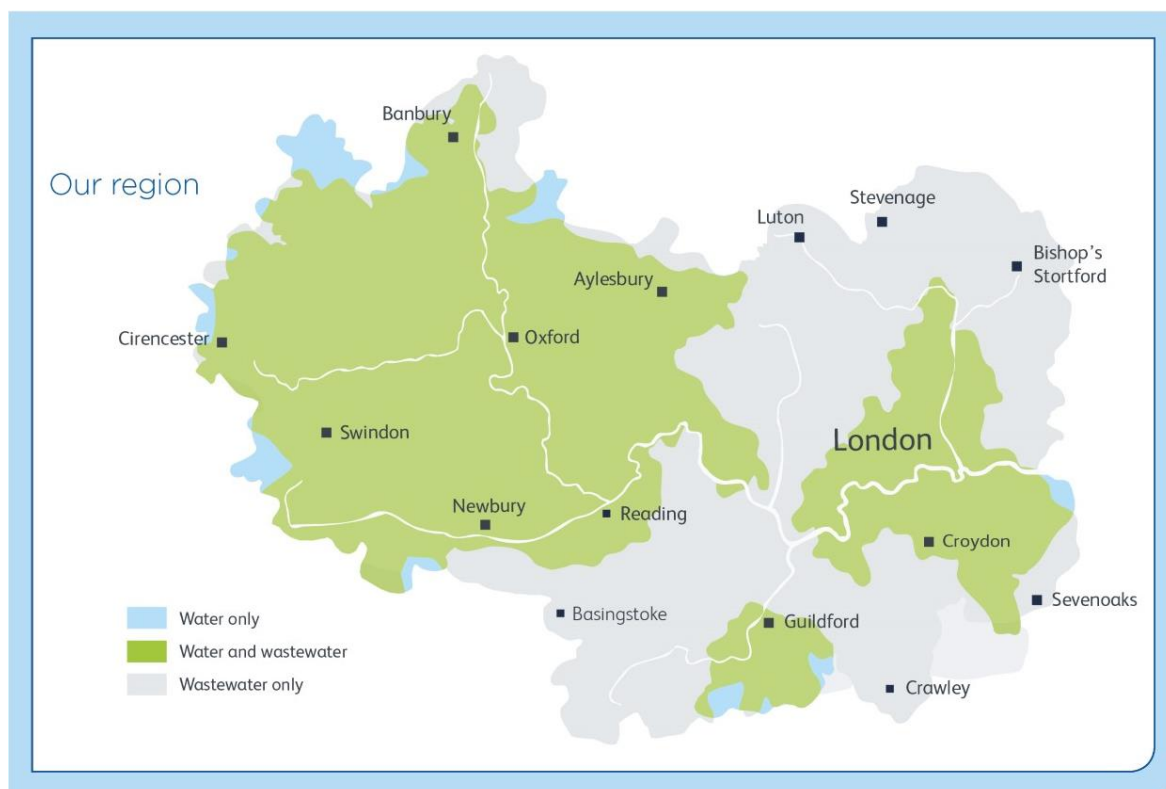 Our region
Banbury
Stevenage
Luton
Bishop's
Stortford
Aylesbury
Cirencester
Oxford
Swindon
London
Newbury
Reading
Croydon
Basingstoke
Guildford
Sevenoaks
Crawley
Water only
Water and wastewater
Wastewater only